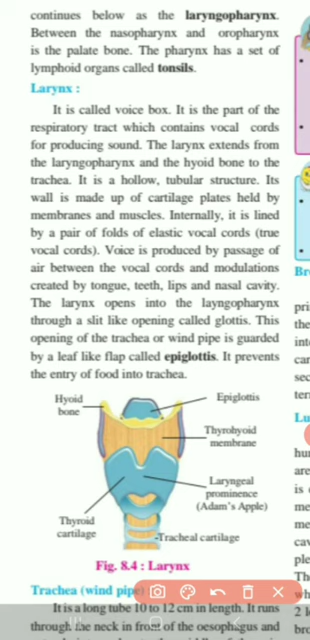 continues below as the laryngopharynx.
Between the nasopharynx and oropharynx
is the palate bone. The pharynx has a set of
lymphoid organs called tonsils.
Larynx :
It is called voice box. It is the part of the
respiratory tract which contains vocal cords
for producing sound. The larynx extends from
the laryngopharynx and the hyoid bone to the
trachea. It is a hollow, tubular structure. Its
wall is made up of cartilage plates held by
membranes and muscles. Internally, it is lined
by a pair of folds of elastic vocal cords (true
vocal cords). Voice is produced by passage of
air between the vocal cords and modulations
created by tongue, teeth, lips and nasal cavity.
The larynx opens into the layngopharynx
through a slit like opening called glottis. This
opening of the trachea or wind pipe is guarded
by a leaf like flap called epiglottis. It prevents
the entry of food into trachea.
Hyoid
bone
Epiglottis
Thyrohyoid
membrane
Laryngeal
prominence
(Adam's Apple)
Thyroid
cartilage
Tracheal cartilage
Fig. 8.4 : Larynx
Trachea (wind pipe)
It is a long tube 10 to 12 cm in length. It runs
through the neck in front of the oesophagus and
Br
pri
the
int
car
sec
ter
Lu
hu
are
is
me
me
cav
ple
Th
wh
2 l
bro